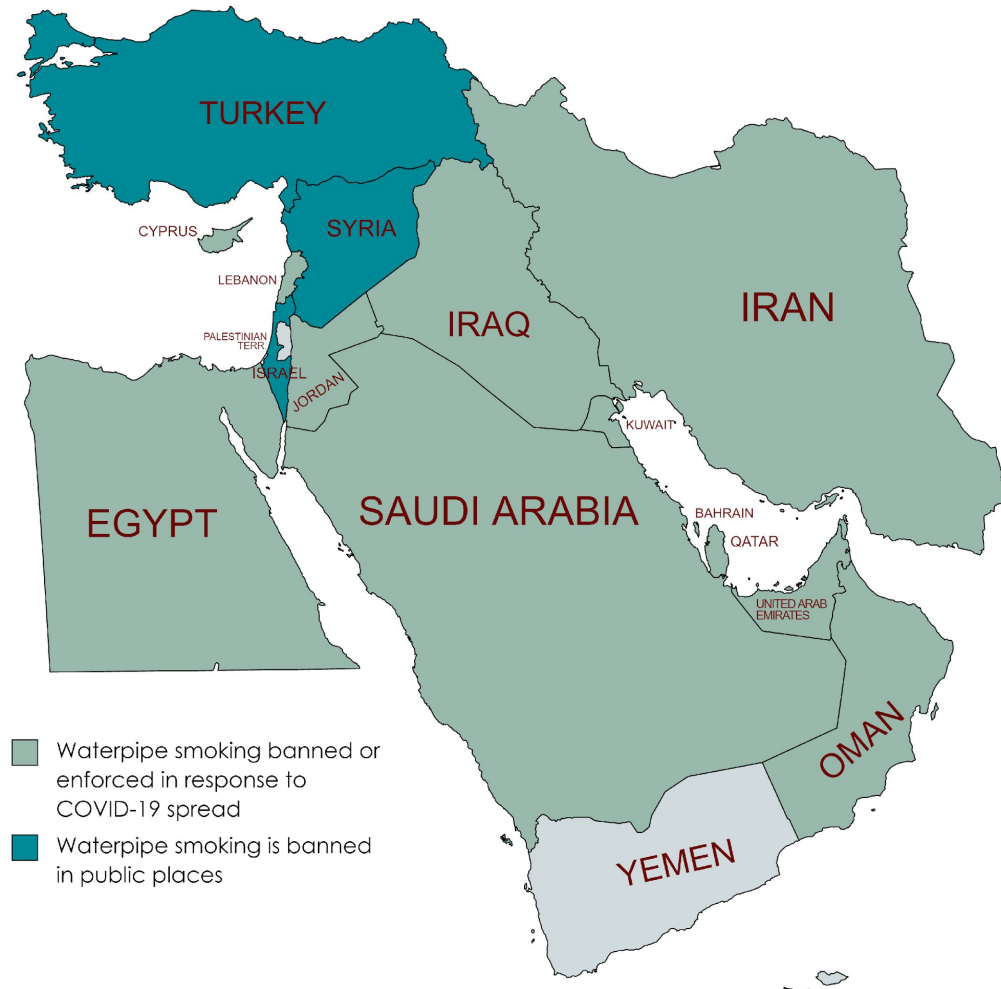 TURKEY
CYPRUS
SYRIA
LEBANON
IRAQ
IRAN
PALESTINIAN
TERR.
ISRAEL
JORDAN
KUWAIT
EGYPT
SAUDI ARABIA
BAHRAIN
QATAR
UNITED ARAB
EMIRATES
OMAN
YEMEN
Waterpipe smoking banned or
enforced in response to
COVID-19 spread
Waterpipe smoking is banned
in public places